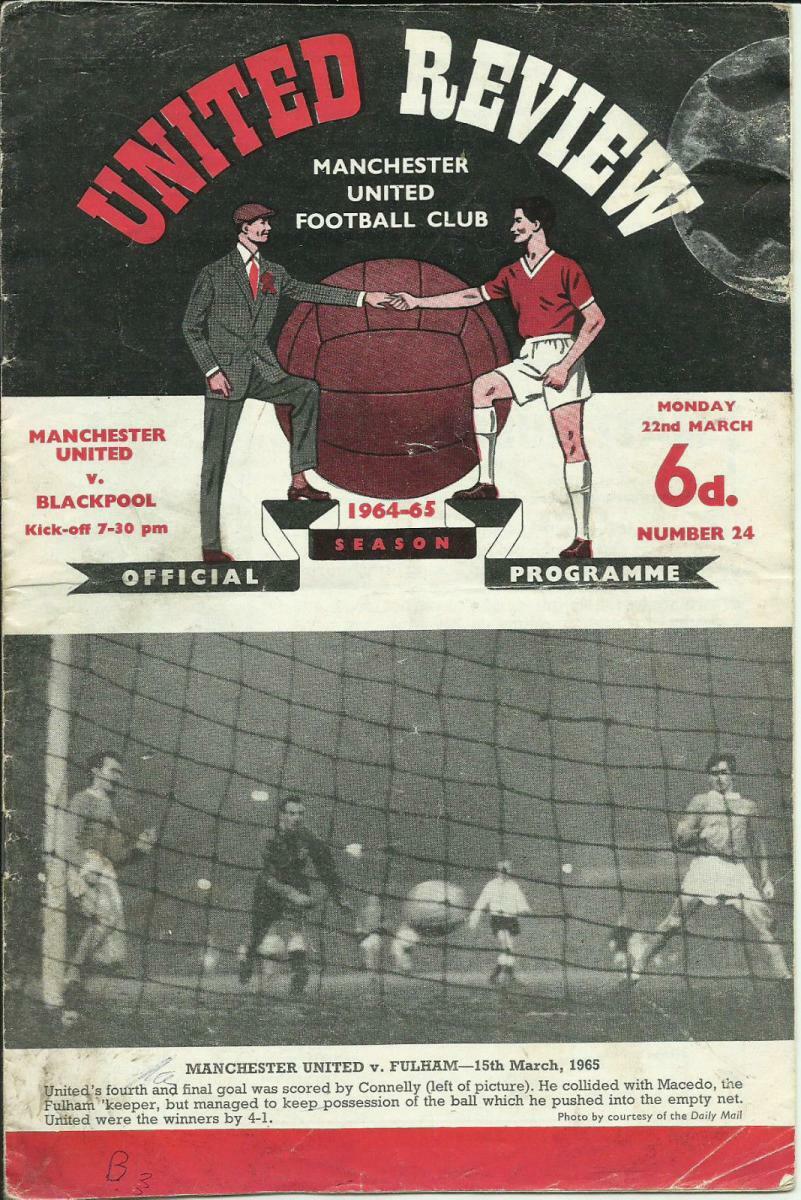 UNITED REVIEW
MANCHESTER
UNITED
FOOTBALL CLUB
MANCHESTER
UNITED
v.
BLACKPOOL
Kick-off 7-30 pm
MONDAY
22nd MARCH
6d.
NUMBER 24
1964-65
SEASON
OFFICIAL
PROGRAMME
MANCHESTER UNITED v. FULHAM—15th March, 1965
United's fourth and final goal was scored by Connelly (left of picture). He collided with Macedo, the
Fulham 'keeper, but managed to keep possession of the ball which he pushed into the empty net.
United were the winners by 4-1.
Photo by courtesy of the Daily Mail
B
3